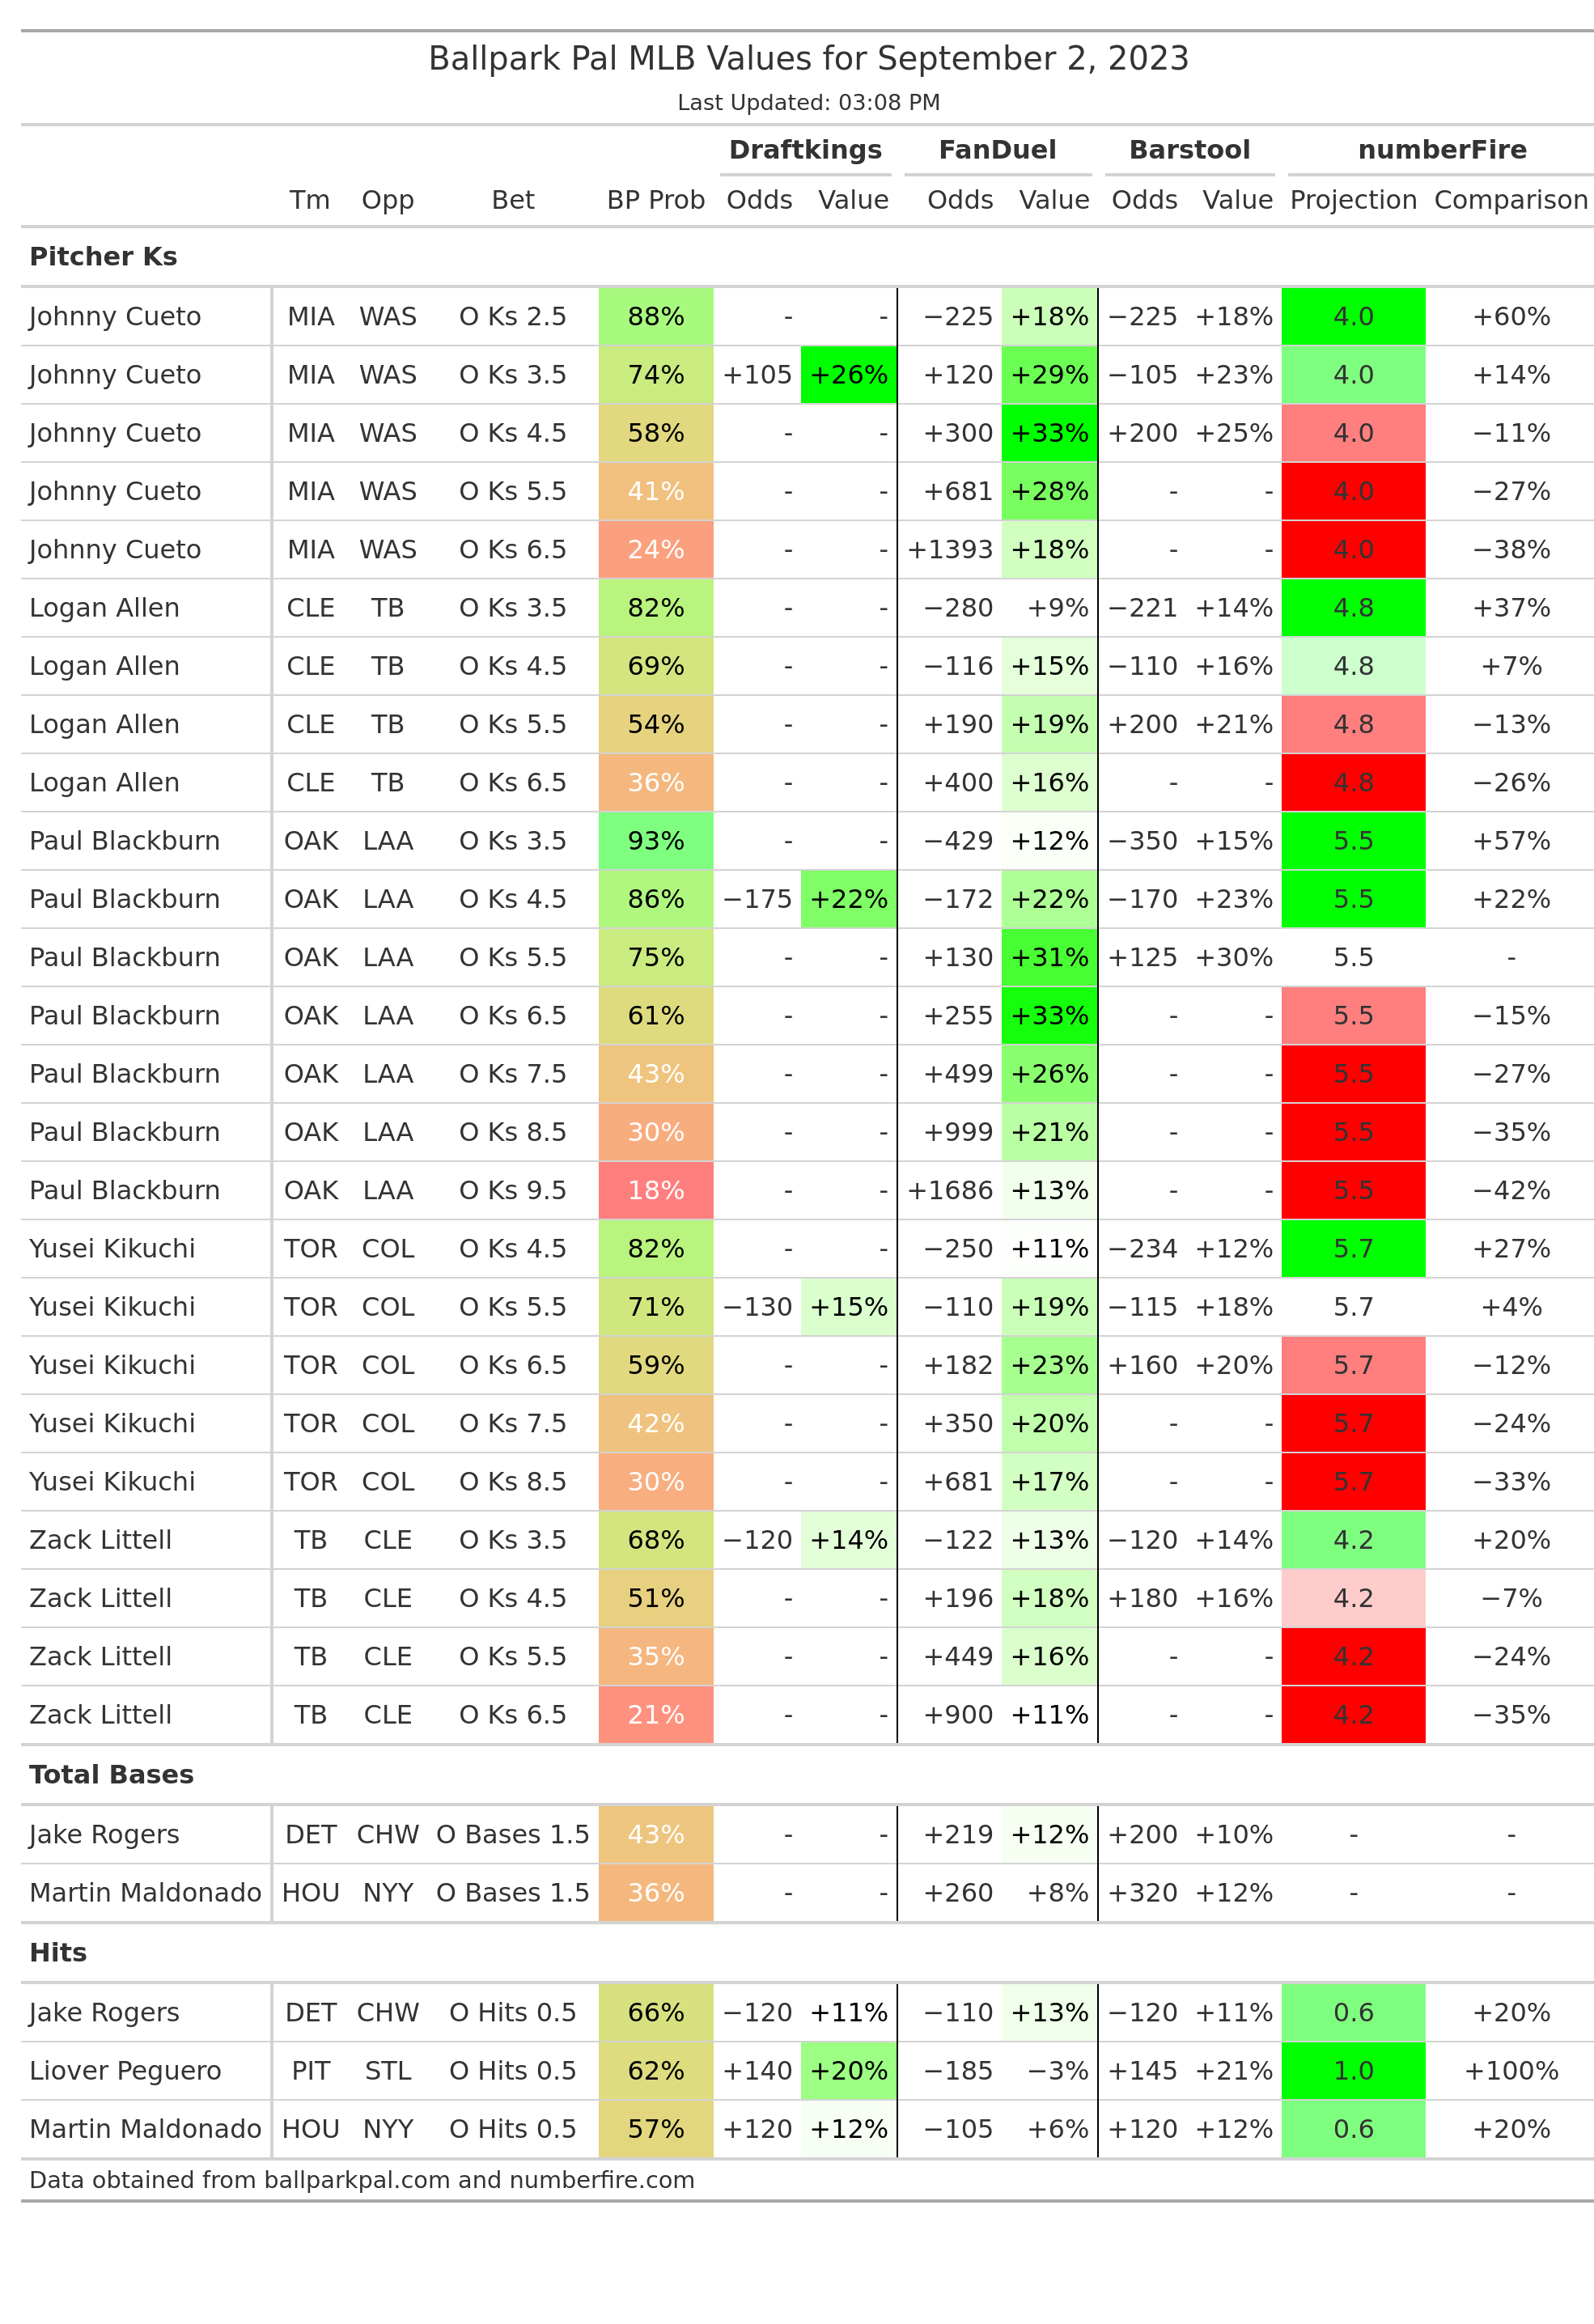 Ballpark Pal MLB Values for September 2, 2023
Last Updated: 03:08 PM
Draftkings FanDuel Barstool numberFire
Tm Opp Bet BP Prob Odds Value Odds Value Odds Value Projection Comparison
Pitcher Ks
Johnny Cueto MIA WAS O Ks 2.5 88% - - −225 +18% −225 +18% 4.0 +60%
Johnny Cueto MIA WAS O Ks 3.5 74% +105 +26% +120 +29% −105 +23% 4.0 +14%
Johnny Cueto MIA WAS O Ks 4.5 58% - - +300 +33% +200 +25% 4.0 −11%
Johnny Cueto MIA WAS O Ks 5.5 41% - - +681 +28% - - 4.0 −27%
Johnny Cueto MIA WAS O Ks 6.5 24% - - +1393 +18% - - 4.0 −38%
Logan Allen CLE TB O Ks 3.5 82% - - −280 +9% −221 +14% 4.8 +37%
Logan Allen CLE TB O Ks 4.5 69% - - −116 +15% −110 +16% 4.8 +7%
Logan Allen CLE TB O Ks 5.5 54% - - +190 +19% +200 +21% 4.8 −13%
Logan Allen CLE TB O Ks 6.5 36% - - +400 +16% - - 4.8 −26%
Paul Blackburn OAK LAA O Ks 3.5 93% - - −429 +12% −350 +15% 5.5 +57%
Paul Blackburn OAK LAA O Ks 4.5 86% −175 +22% −172 +22% −170 +23% 5.5 +22%
Paul Blackburn OAK LAA O Ks 5.5 75% - - +130 +31% +125 +30% 5.5 -
Paul Blackburn OAK LAA O Ks 6.5 61% - - +255 +33% - - 5.5 −15%
Paul Blackburn OAK LAA O Ks 7.5 43% - - +499 +26% - - 5.5 −27%
Paul Blackburn OAK LAA O Ks 8.5 30% - - +999 +21% - - 5.5 −35%
Paul Blackburn OAK LAA O Ks 9.5 18% - - +1686 +13% - - 5.5 −42%
Yusei Kikuchi TOR COL O Ks 4.5 82% - - −250 +11% −234 +12% 5.7 +27%
Yusei Kikuchi TOR COL O Ks 5.5 71% −130 +15% −110 +19% −115 +18% 5.7 +4%
Yusei Kikuchi TOR COL O Ks 6.5 59% - - +182 +23% +160 +20% 5.7 −12%
Yusei Kikuchi TOR COL O Ks 7.5 42% - - +350 +20% - - 5.7 −24%
Yusei Kikuchi TOR COL O Ks 8.5 30% - - +681 +17% - - 5.7 −33%
Zack Littell TB CLE O Ks 3.5 68% −120 +14% −122 +13% −120 +14% 4.2 +20%
Zack Littell TB CLE O Ks 4.5 51% - - +196 +18% +180 +16% 4.2 −7%
Zack Littell TB CLE O Ks 5.5 35% - - +449 +16% - - 4.2 −24%
Zack Littell TB CLE O Ks 6.5 21% - - +900 +11% - - 4.2 −35%
Total Bases
Jake Rogers DET CHW O Bases 1.5 43% - - +219 +12% +200 +10% - -
Martin Maldonado HOU NYY O Bases 1.5 36% - - +260 +8% +320 +12% - -
Hits
Jake Rogers DET CHW O Hits 0.5 66% −120 +11% −110 +13% −120 +11% 0.6 +20%
Liover Peguero PIT STL O Hits 0.5 62% +140 +20% −185 −3% +145 +21% 1.0 +100%
Martin Maldonado HOU NYY O Hits 0.5 57% +120 +12% −105 +6% +120 +12% 0.6 +20%
Data obtained from ballparkpal.com and numberfire.com